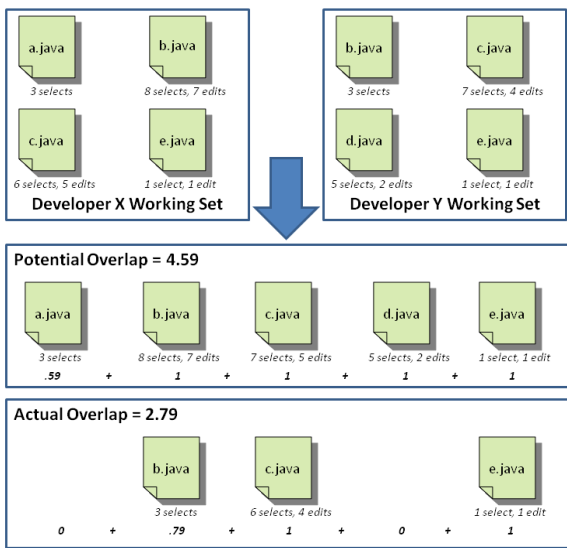 a.java b.java b.java c.java
3 selects 8 selects, 7 edits 3 selects 7 selects, 4 edits
c.java e.java d.java e.java
6 selects, 5 edits 1 select, 1 edit 5 selects, 2 edits 1 select, 1 edit
Developer X Working Set Developer Y Working Set
Potential Overlap = 4.59
a.java b.java c.java d.java e.java
3 selects 8 selects, 7 edits 7 selects, 5 edits 5 selects, 2 edits 1 select, 1 edit
.59 + 1 + 1 + 1 + 1
Actual Overlap = 2.79
b.java c.java e.java
3 selects 6 selects, 4 edits 1 select, 1 edit
0 + .79 + 1 + 0 + 1